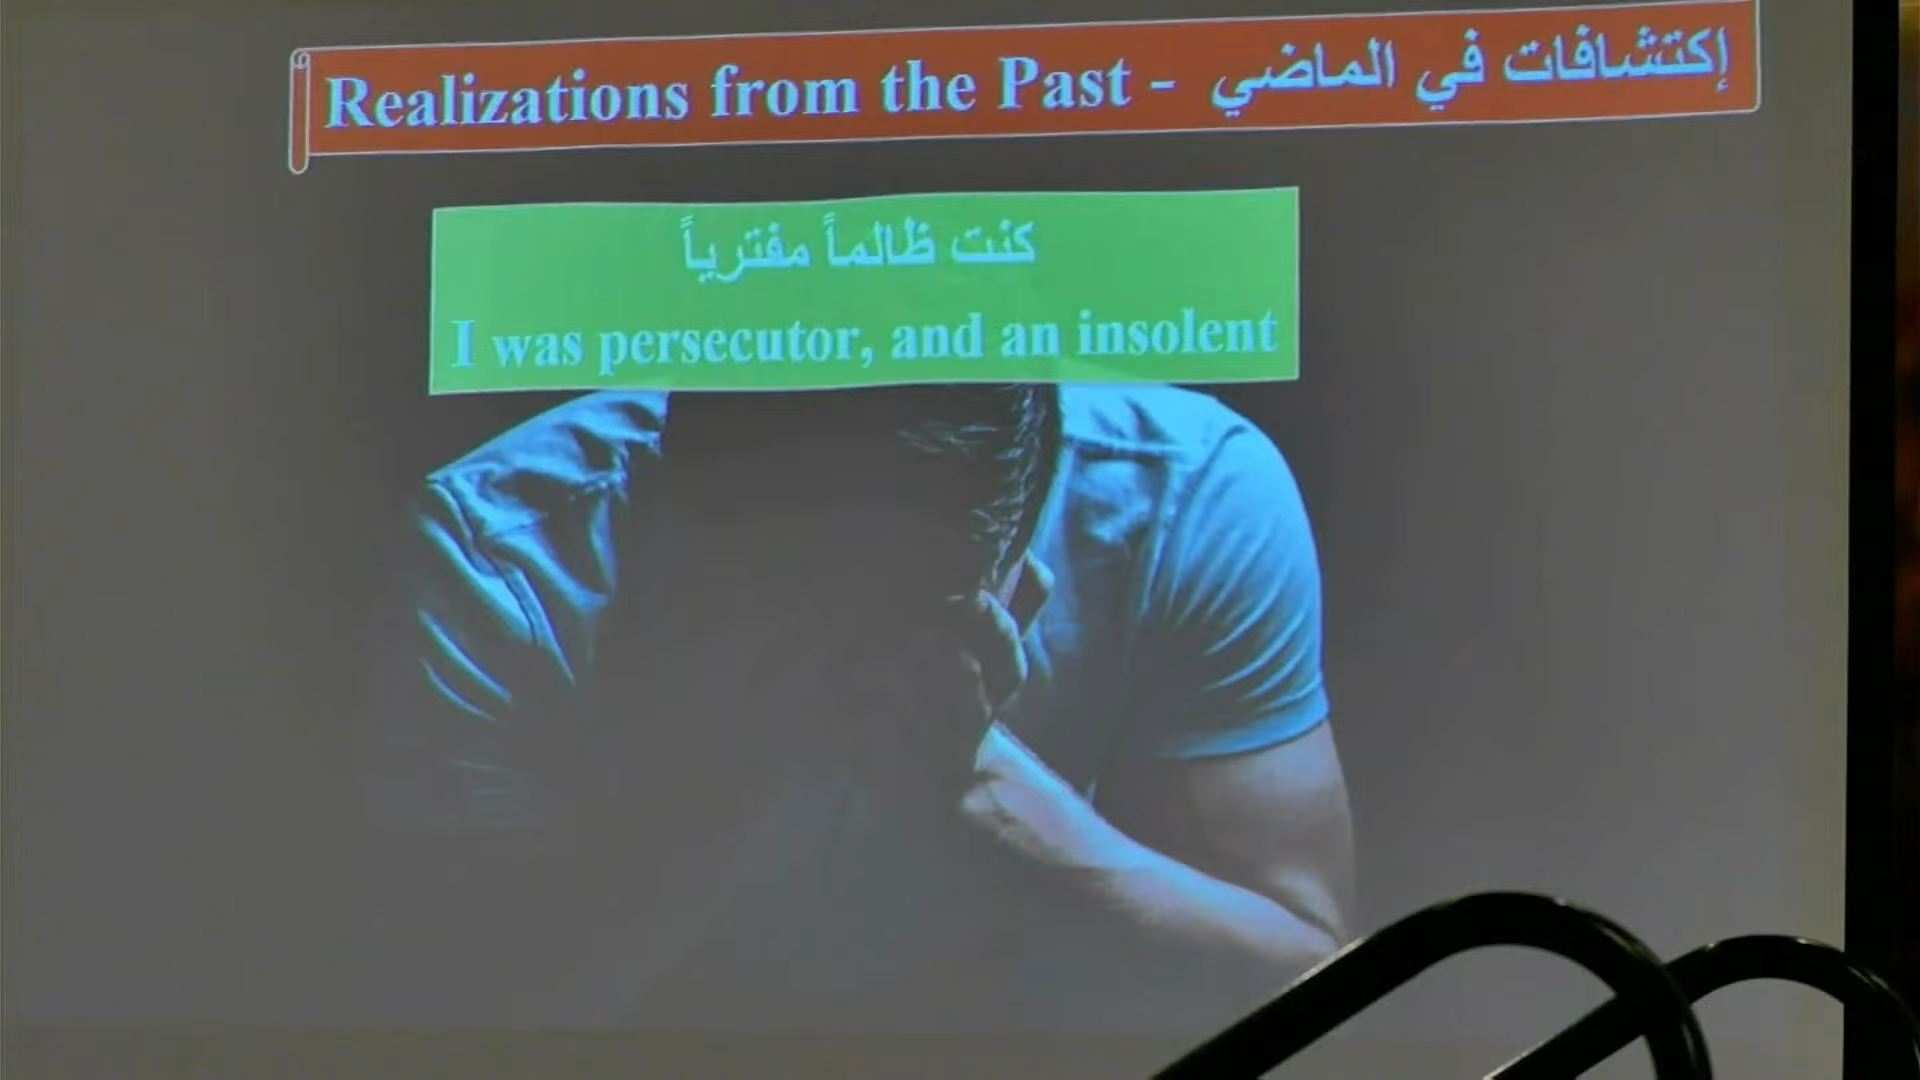 Realizations from the Past - إكتشافات في الماضي
كنت ظالماً مفترياً
I was persecutor, and an insolent